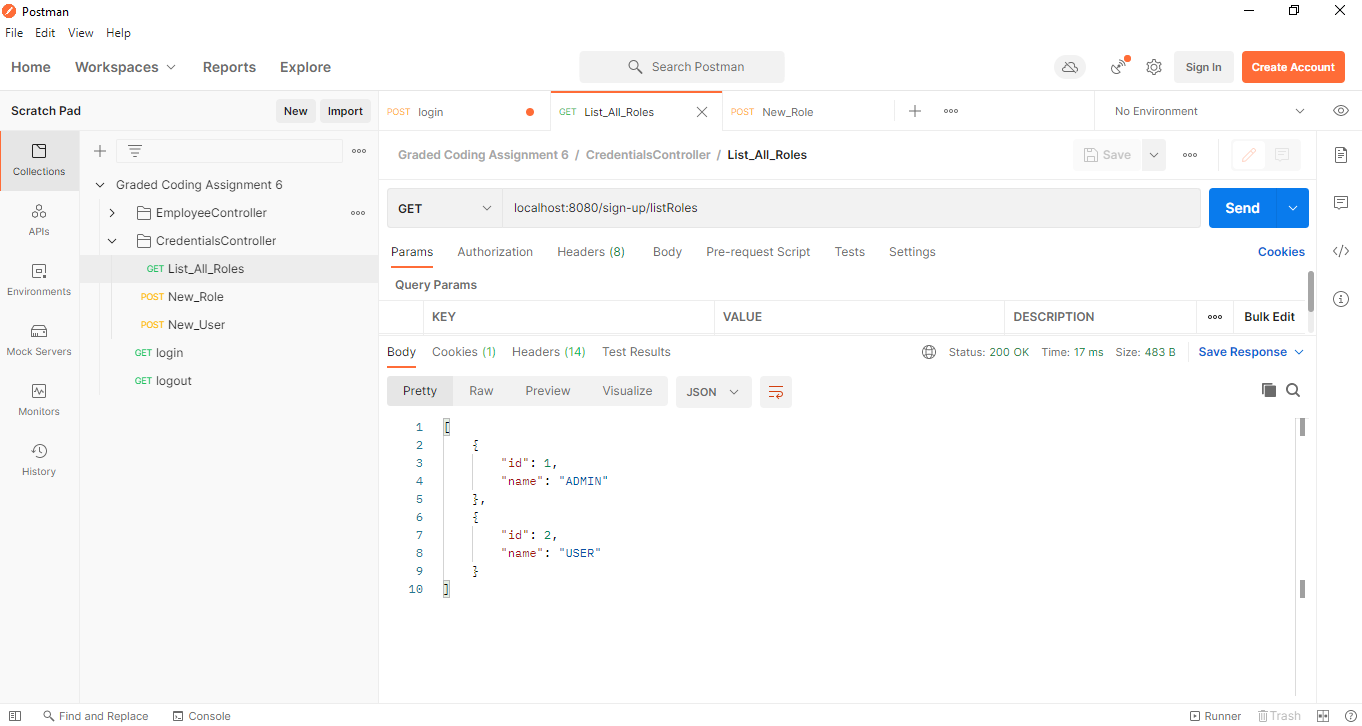 Postman
File Edit View Help
Home Workspaces Reports Explore Search Postman Sign In Create Account
Scratch Pad New Import
POST login GET List_All_Roles POST New_Role No Environment
Collections
APIs
Environments
Mock Servers
Monitors
History
Graded Coding Assignment 6
EmployeeController
CredentialsController
GET List_All_Roles
POST New_Role
POST New_User
GET login
GET logout
Graded Coding Assignment 6 / CredentialsController / List_All_Roles Save
GET localhost:8080/sign-up/listRoles Send
Params Authorization Headers (8) Body Pre-request Script Tests Settings Cookies
Query Params
KEY VALUE DESCRIPTION Bulk Edit
Body Cookies (1) Headers (14) Test Results Status: 200 OK Time: 17 ms Size: 483 B Save Response
Pretty Raw Preview Visualize JSON
1 [
2 {
3 "id": 1,
4 "name": "ADMIN"
5 },
6 {
7 "id": 2,
8 "name": "USER"
9 }
10 ]
Find and Replace Console Runner Trash